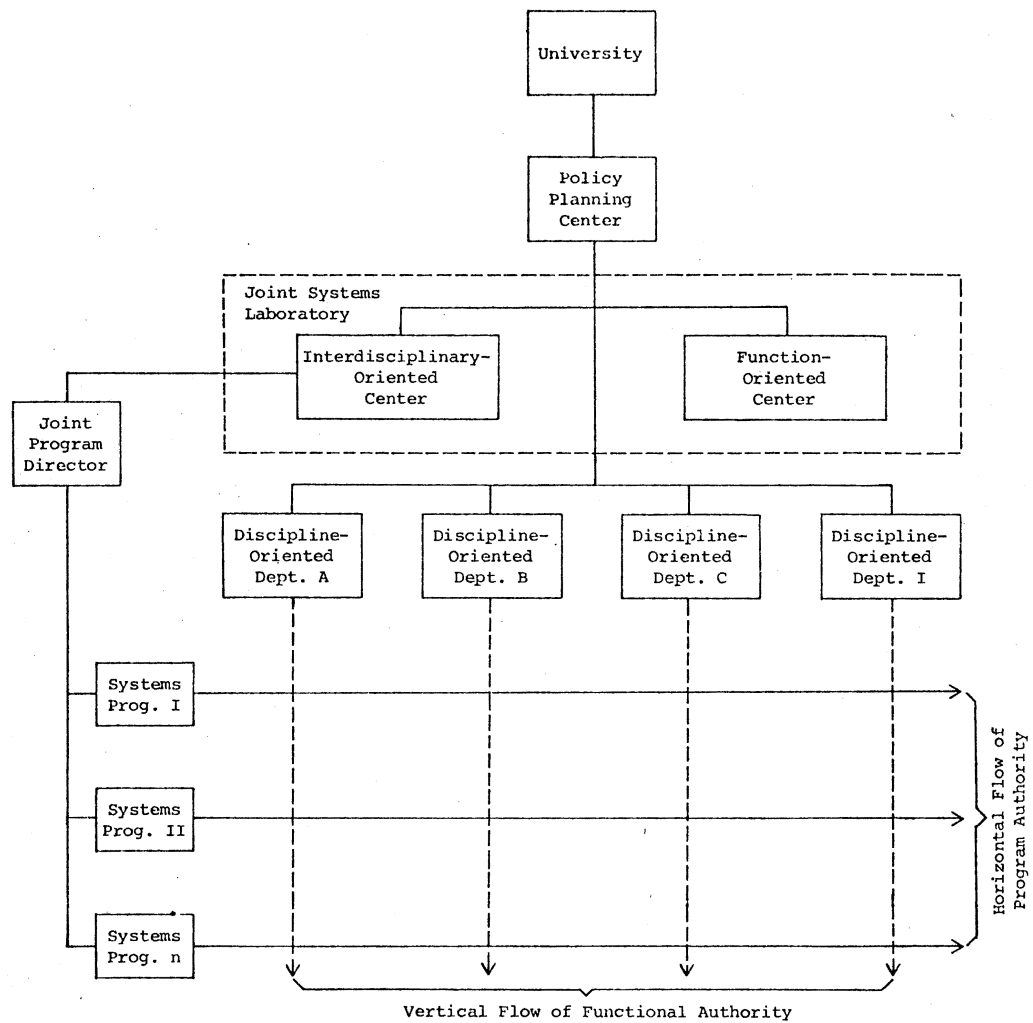 University
Policy
Planning
Center
Joint Systems
Laboratory
Interdisciplinary-
Oriented
Center
Function-
Oriented
Center
Joint
Program
Director
Discipline-
Oriented
Dept. A
Discipline-
Oriented
Dept. B
Discipline-
Oriented
Dept. C
Discipline-
Oriented
Dept. I
Systems
Prog. I
Systems
Prog. II
Systems
Prog. n
Horizontal Flow of
Program Authority
Vertical Flow of Functional Authority